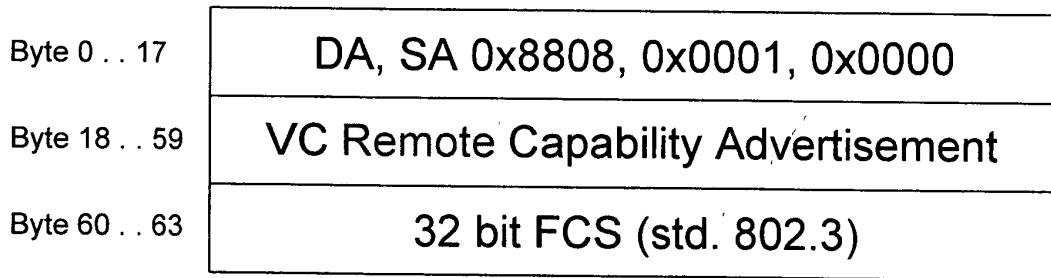 Byte 0 . . 17 DA, SA 0x8808, 0x0001, 0x0000
Byte 18 . . 59 VC Remote Capability Advertisement
Byte 60 . . 63 32 bit FCS (std. 802.3)